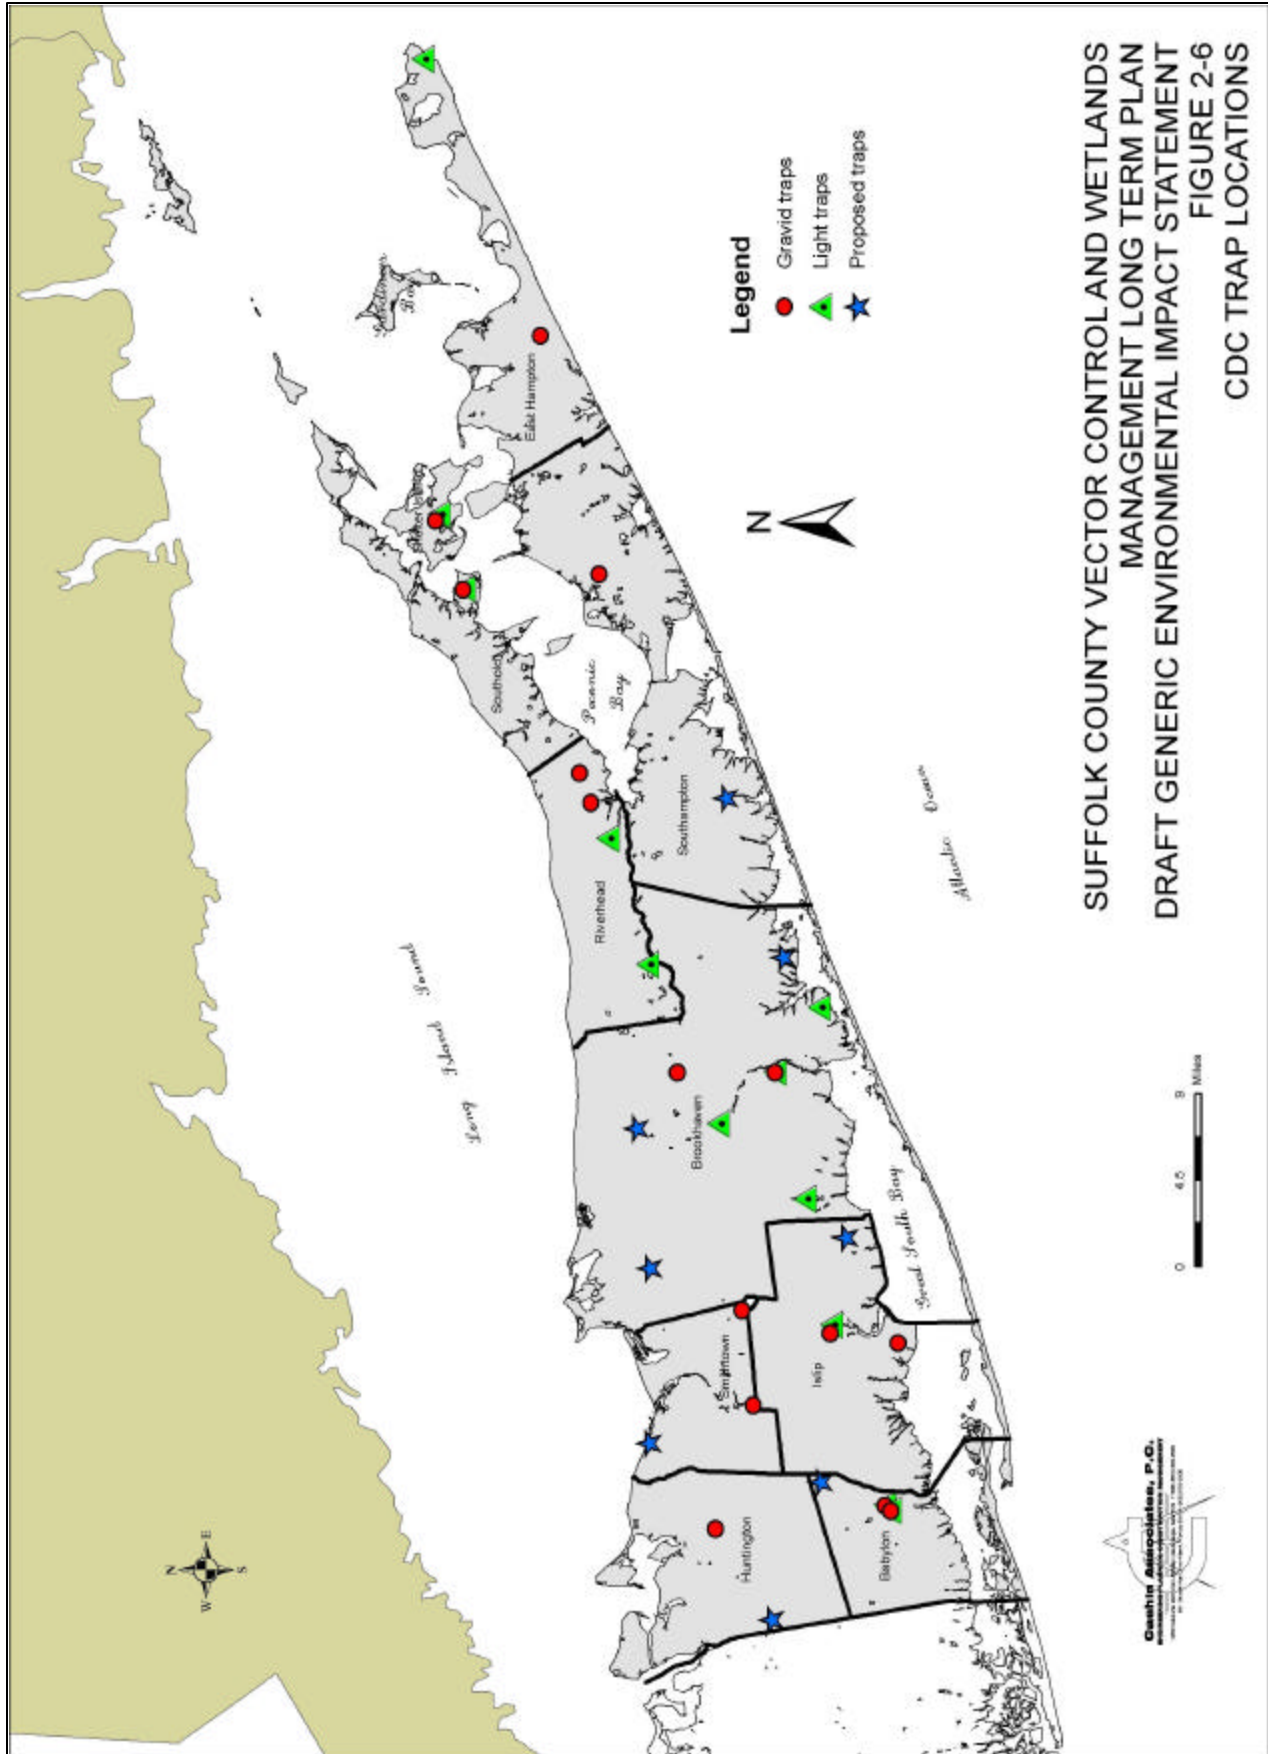 SUFFOLK COUNTY VECTOR CONTROL AND WETLANDS
MANAGEMENT LONG TERM PLAN
DRAFT GENERIC ENVIRONMENTAL IMPACT STATEMENT
FIGURE 2-6
CDC TRAP LOCATIONS
Legend
Gravid traps
Light traps
Proposed traps
N
N
W
E
S
Long Island Sound
Bay
East Hampton
Southold
Peconic
Bay
Southampton
Riverhead
Brookhaven
Smithtown
Islip
Huntington
Babylon
Great South Bay
Atlantic Ocean
0
4.5
9
Miles
Cashin Associates, P.C.